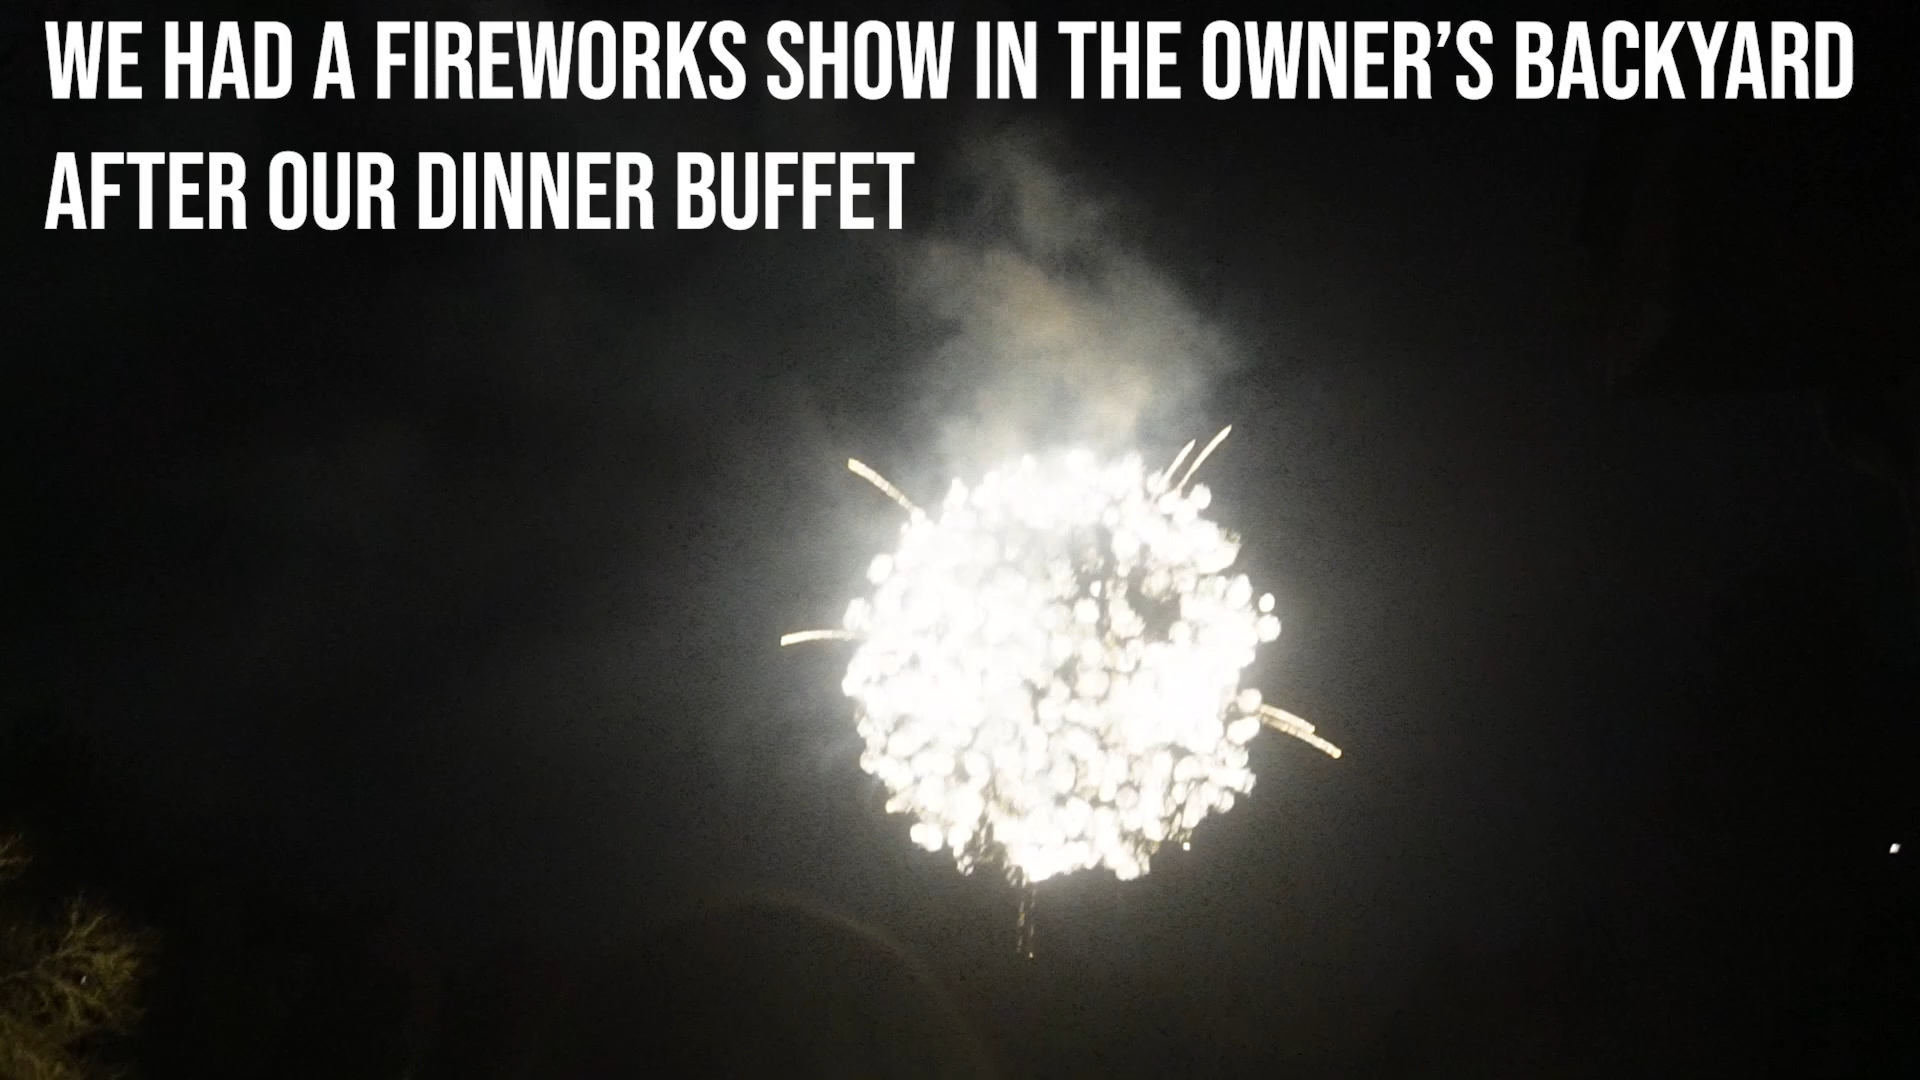 WE HAD A FIREWORKS SHOW IN THE OWNER’S BACKYARD
AFTER OUR DINNER BUFFET